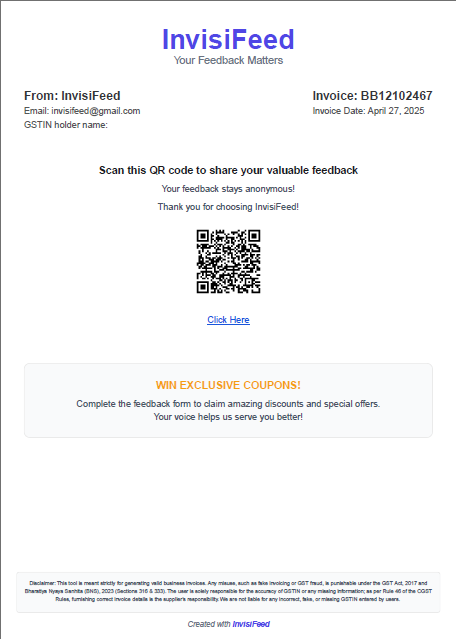 InvisiFeed
Your Feedback Matters
From: InvisiFeed
Email: invisifeed@gmail.com
GSTIN holder name:
Invoice: BB12102467
Invoice Date: April 27, 2025
Scan this QR code to share your valuable feedback
Your feedback stays anonymous!
Thank you for choosing InvisiFeed!
Click Here
WIN EXCLUSIVE COUPONS!
Complete the feedback form to claim amazing discounts and special offers.
Your voice helps us serve you better!
Disclaimer: This tool is meant strictly for generating valid business invoices. Any misuse, such as fake invoicing or GST fraud, is punishable under the GST Act, 2017 and
Bharatiya Nyaya Sanhita (BNS), 2023 (Sections 316 & 333). The user is solely responsible for the accuracy of GSTIN or any missing information; as per Rule 46 of the CGST
Rules, furnishing correct invoice details is the supplier's responsibility. We are not liable for any incorrect, fake, or missing GSTIN entered by users.
Created with InvisiFeed